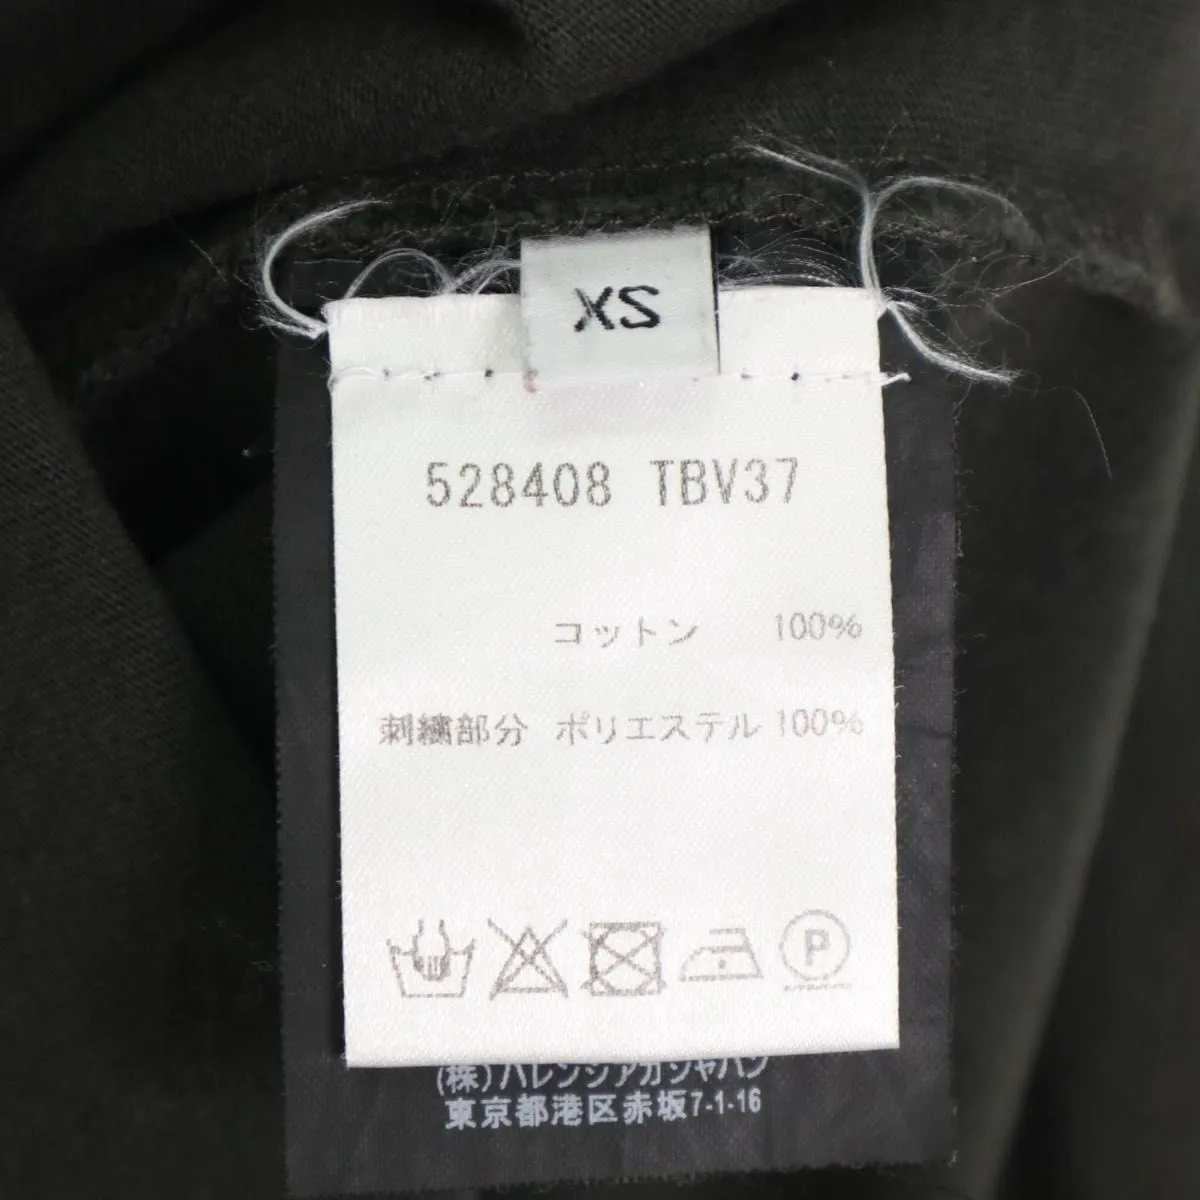 XS
528408 TBV37
コットン 100%
刺繍部分 ポリエステル 100%
P
(株)バレンシアガジャパン
東京都港区赤坂7-1-16